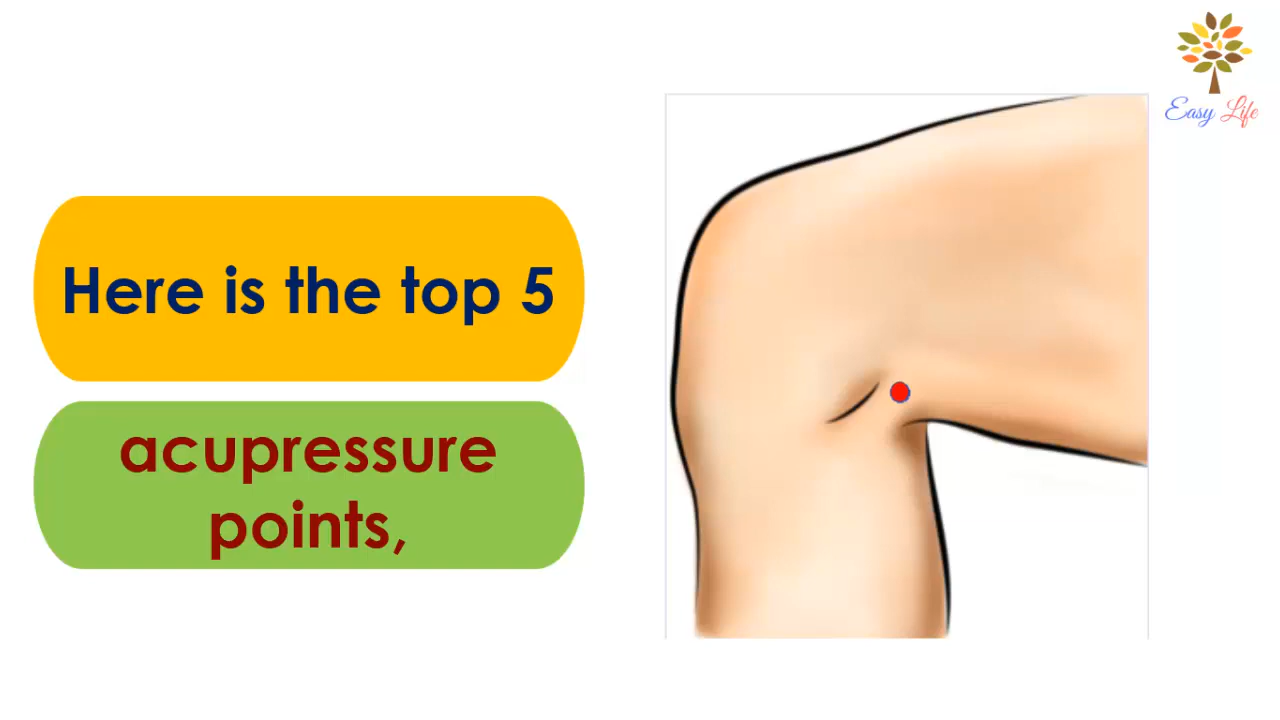 Here is the top 5
acupressure
points,
Easy Life